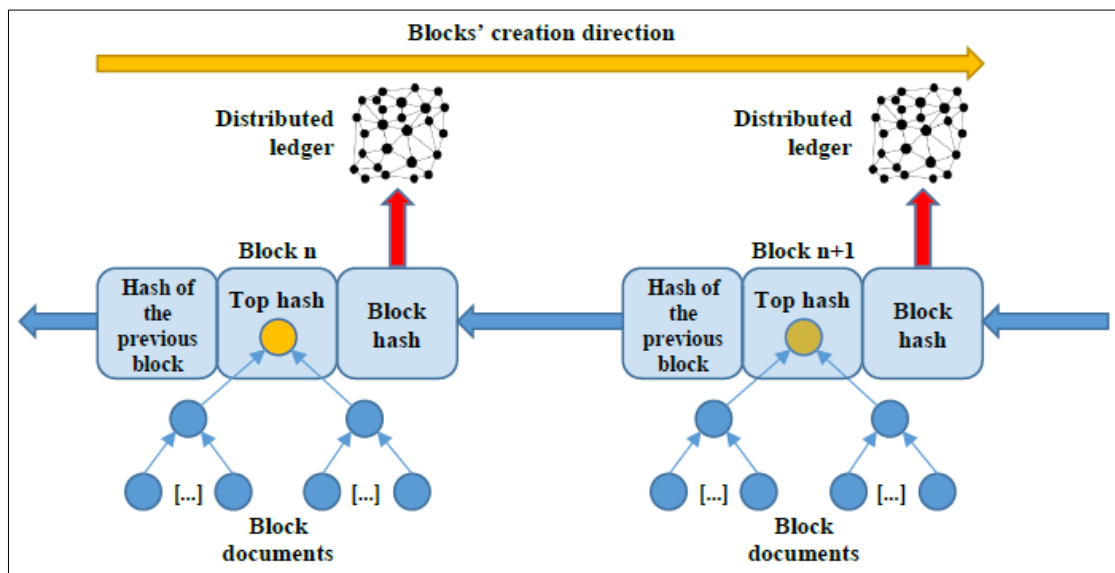 Blocks' creation direction
Distributed
ledger
Distributed
ledger
Block n
Hash of
the
previous
block
Top hash
Block
hash
Block n+1
Hash of
the
previous
block
Top hash
Block
hash
[...]
[...]
[...]
[...]
Block
documents
Block
documents